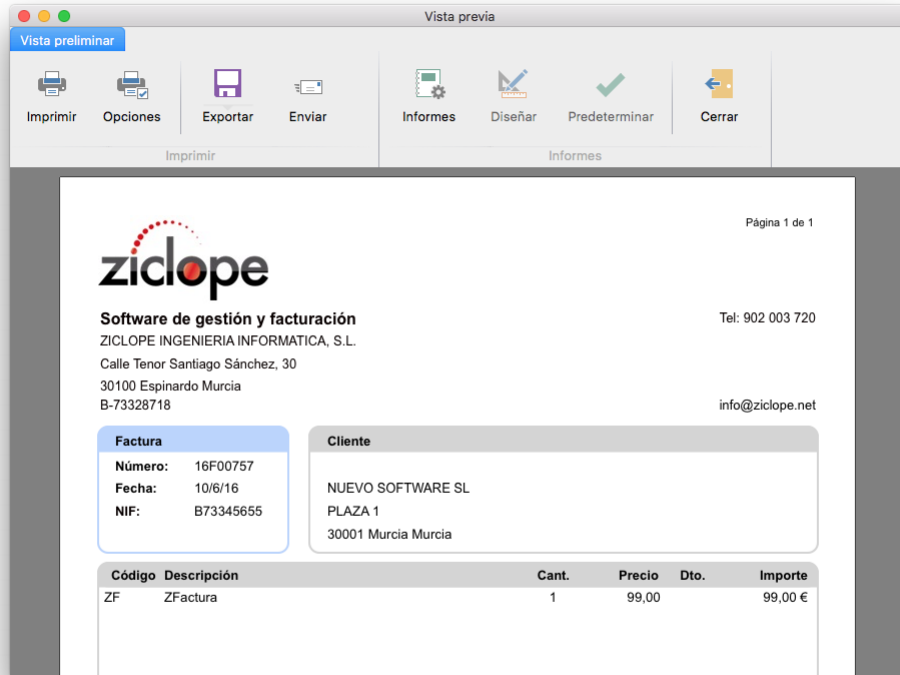 Vista previa
Vista preliminar
Imprimir Opciones Exportar Enviar Informes Diseñar Predeterminar Cerrar
Imprimir Informes
Página 1 de 1
ziclope
Software de gestión y facturación Tel: 902 003 720
ZICLOPE INGENIERIA INFORMATICA, S.L.
Calle Tenor Santiago Sánchez, 30
30100 Espinardo Murcia
B-73328718 info@ziclope.net
Factura Cliente
Número: 16F00757
Fecha: 10/6/16 NUEVO SOFTWARE SL
NIF: B73345655 PLAZA 1
30001 Murcia Murcia
Código Descripción Cant. Precio Dto. Importe
ZF ZFactura 1 99,00 99,00 €